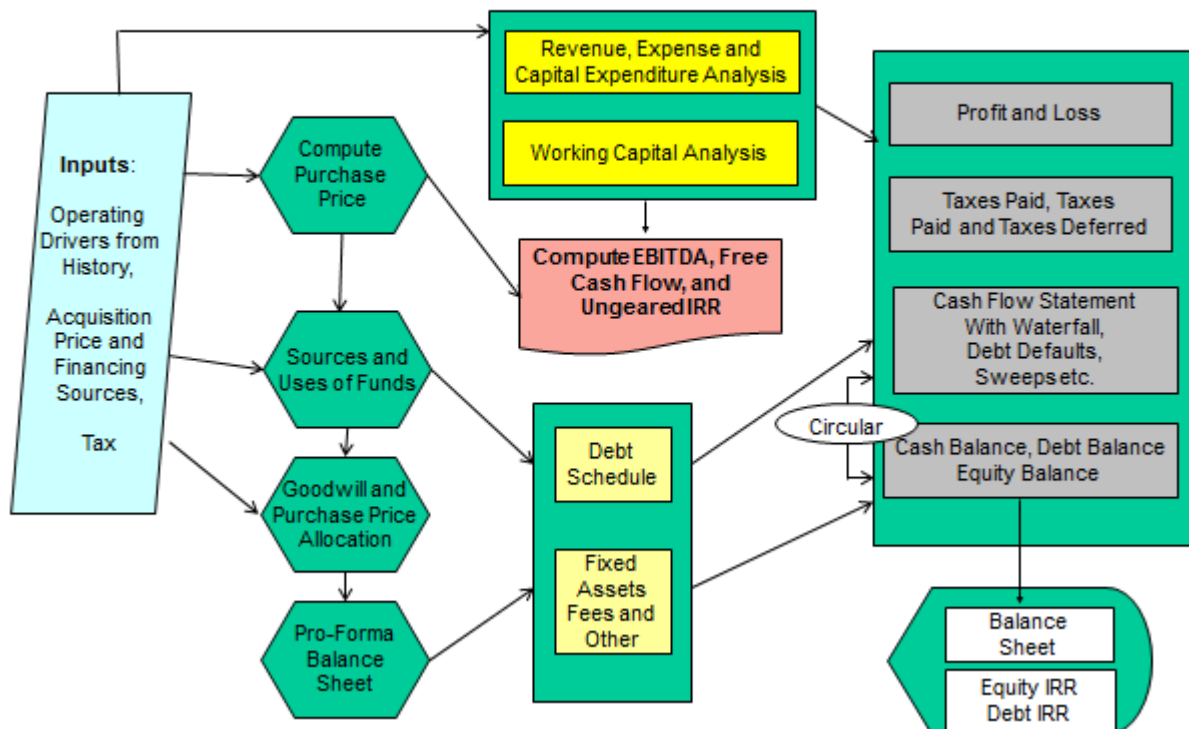 Inputs:
Operating
Drivers from
History,
Acquisition
Price and
Financing
Sources,
Tax
Compute
Purchase
Price
Sources and
Uses of Funds
Goodwill and
Purchase Price
Allocation
Pro-Forma
Balance
Sheet
Revenue, Expense and
Capital Expenditure Analysis
Working Capital Analysis
Compute EBITDA, Free
Cash Flow, and
Ungeared IRR
Debt
Schedule
Fixed
Assets
Fees and
Other
Profit and Loss
Taxes Paid, Taxes
Paid and Taxes Deferred
Cash Flow Statement
With Waterfall,
Debt Defaults,
Sweeps etc.
Circular
Cash Balance, Debt Balance
Equity Balance
Balance
Sheet
Equity IRR
Debt IRR